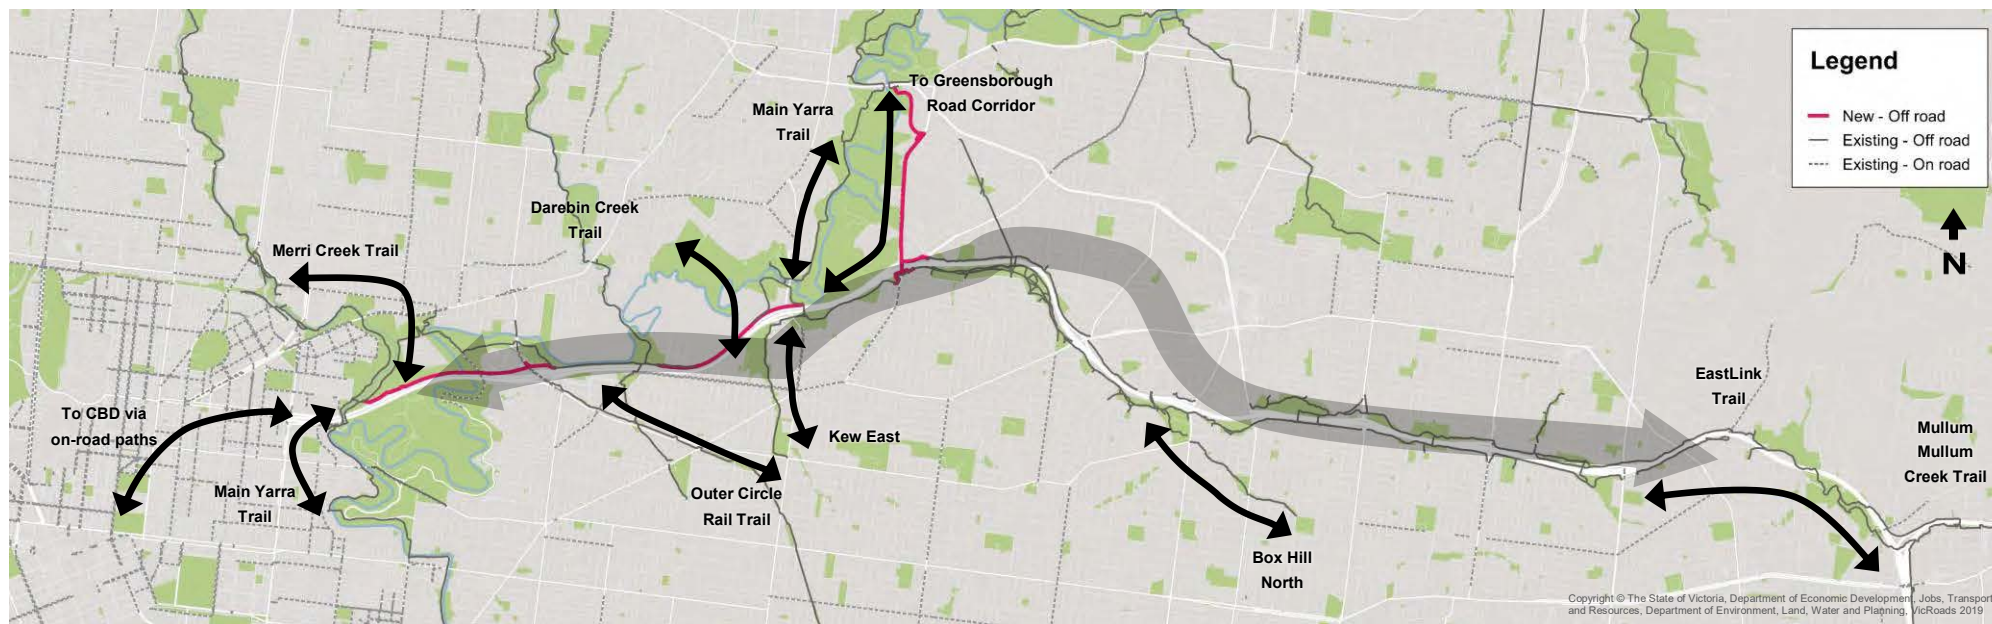 Legend
New - Off road
Existing - Off road
Existing - On road
N
To Greensborough
Road Corridor
Main Yarra
Trail
Darebin Creek
Trail
Merri Creek Trail
To CBD via
on-road paths
Main Yarra
Trail
Kew East
Outer Circle
Rail Trail
Box Hill
North
EastLink
Trail
Mullum
Mullum
Creek Trail
Copyright © The State of Victoria, Department of Economic Development, Jobs, Transport
and Resources, Department of Environment, Land, Water and Planning, VicRoads 2019